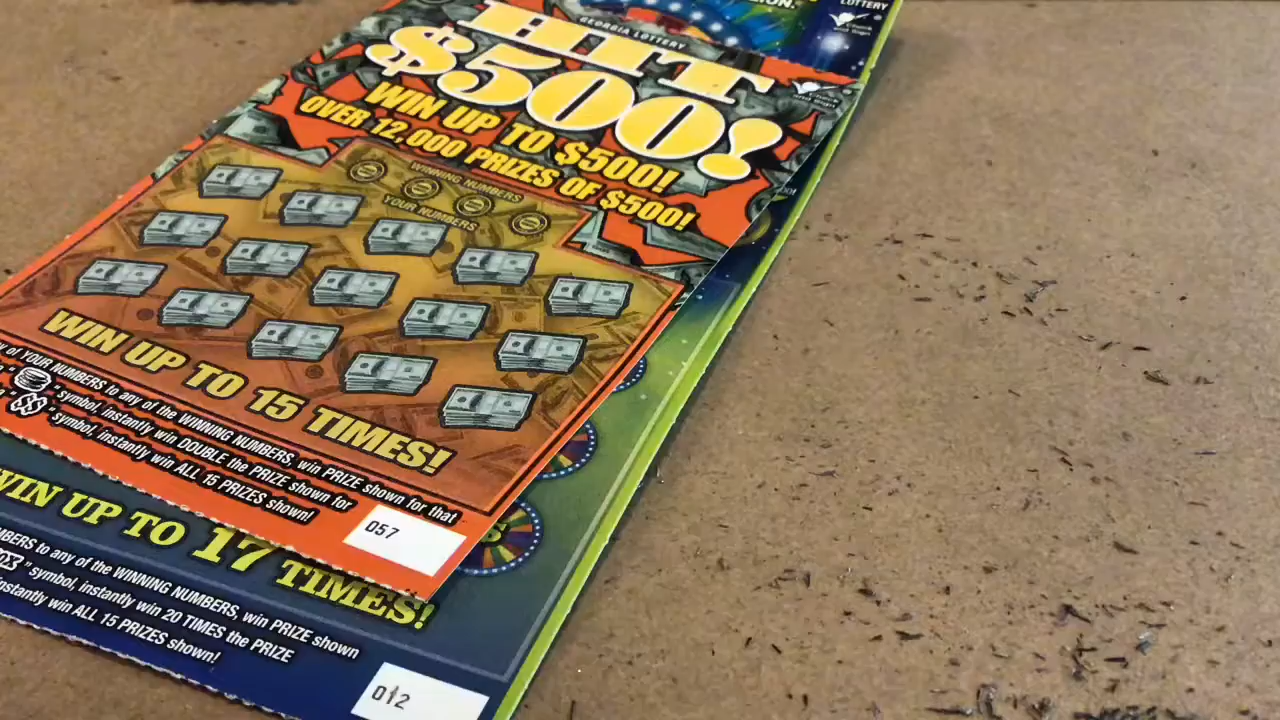 LLION.
LOTTERY
GEORGIA LOTTERY
HIT
$500!
WIN UP TO $500!
OVER 12,000 PRIZES OF $500!
WINNING NUMBERS
YOUR NUMBERS
WIN UP TO 15 TIMES!
of YOUR NUMBERS to any of the WINNING NUMBERS, win PRIZE shown for that
" symbol, instantly win DOUBLE the PRIZE shown for
" symbol, instantly win ALL 15 PRIZES shown!
057
WIN UP TO 17 TIMES!
MBERS to any of the WINNING NUMBERS, win PRIZE shown
" symbol, instantly win 20 TIMES the PRIZE
instantly win ALL 15 PRIZES shown!
012